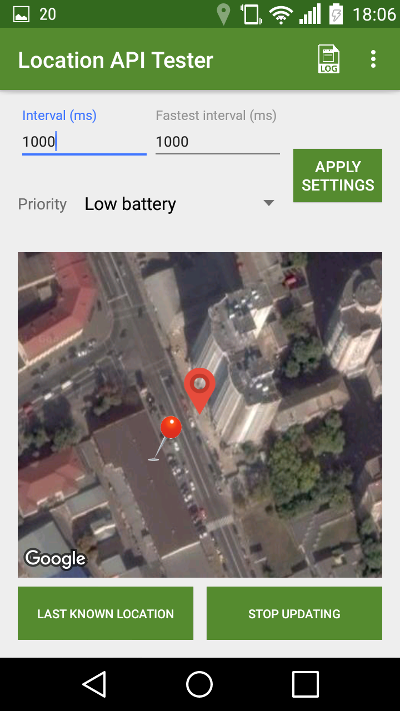 20
18:06
Location API Tester
LOG
Interval (ms)
Fastest interval (ms)
1000
1000
APPLY
SETTINGS
Priority
Low battery
Google
LAST KNOWN LOCATION
STOP UPDATING